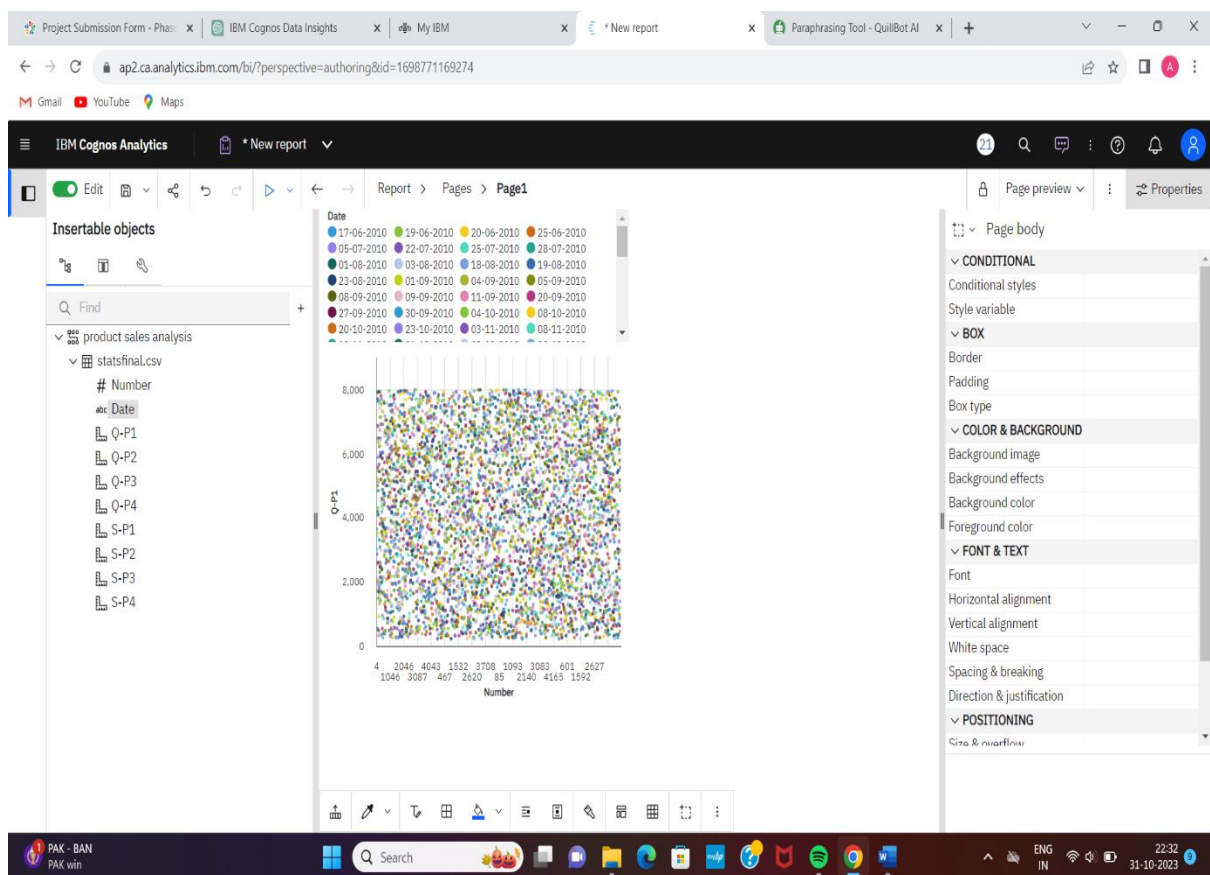 Project Submission Form - Phas
IBM Cognos Data Insights
My IBM
* New report
Paraphrasing Tool - QuillBot AI
ap2.ca.analytics.ibm.com/bi/?perspective=authoring&id=1698771169274
A
Gmail YouTube Maps
IBM Cognos Analytics
* New report
21
Edit
Report > Pages > Page1
Page preview
Properties
Insertable objects
Find
product sales analysis
statsfinal.csv
# Number
abc Date
Q-P1
Q-P2
Q-P3
Q-P4
S-P1
S-P2
S-P3
S-P4
Date
17-06-2010 19-06-2010 20-06-2010 25-06-2010
05-07-2010 22-07-2010 25-07-2010 28-07-2010
01-08-2010 03-08-2010 18-08-2010 19-08-2010
23-08-2010 01-09-2010 04-09-2010 05-09-2010
08-09-2010 09-09-2010 11-09-2010 20-09-2010
27-09-2010 30-09-2010 04-10-2010 08-10-2010
20-10-2010 23-10-2010 03-11-2010 08-11-2010
8,000
6,000
4,000
2,000
0
Q-P1
4 2046 4043 1532 3708 1093 3083 601 2627
1046 3087 467 2620 85 2140 4165 1592
Number
Page body
CONDITIONAL
Conditional styles
Style variable
BOX
Border
Padding
Box type
COLOR & BACKGROUND
Background image
Background effects
Background color
Foreground color
FONT & TEXT
Font
Horizontal alignment
Vertical alignment
White space
Spacing & breaking
Direction & justification
POSITIONING
Size & overflow
1
PAK - BAN
PAK win
Search
ENG
IN
22:32
31-10-2023
9